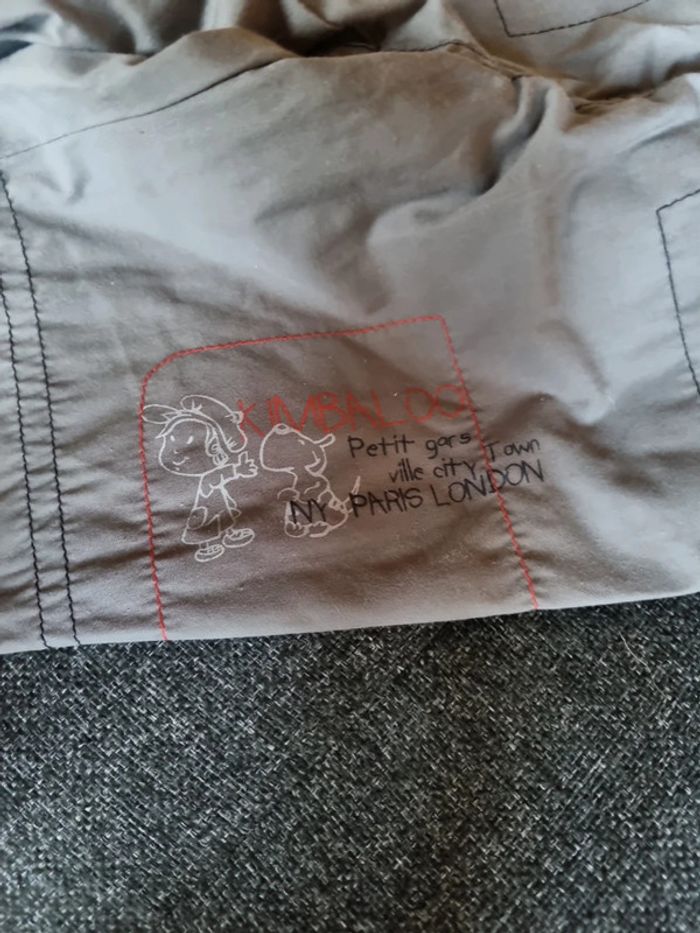 KIMBALOO
Petit gars Town
ville city
NY PARIS LONDON